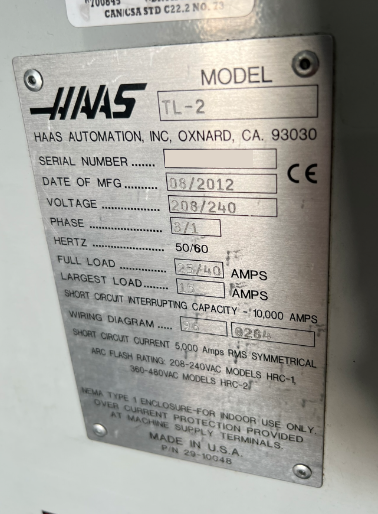 CAN/CSA STD C22.2 NO. 73
MODEL
HAAS TL-2
HAAS AUTOMATION, INC, OXNARD, CA. 93030
SERIAL NUMBER ......
DATE OF MFG .......... 08/2012 CE
VOLTAGE .................. 208/240
PHASE ....................... 3/1
HERTZ ....................... 50/60
FULL LOAD ............... 25/40 AMPS
LARGEST LOAD ...... 15 AMPS
SHORT CIRCUIT INTERRUPTING CAPACITY - 10,000 AMPS
WIRING DIAGRAM ..... 96 0284
SHORT CIRCUIT CURRENT 5,000 Amps RMS SYMMETRICAL
ARC FLASH RATING: 208-240VAC MODELS HRC-1,
360-480VAC MODELS HRC-2
NEMA TYPE 1 ENCLOSURE-FOR INDOOR USE ONLY
OVER CURRENT PROTECTION PROVIDED
AT MACHINE SUPPLY TERMINALS.
MADE IN U.S.A.
P/N 29-10048